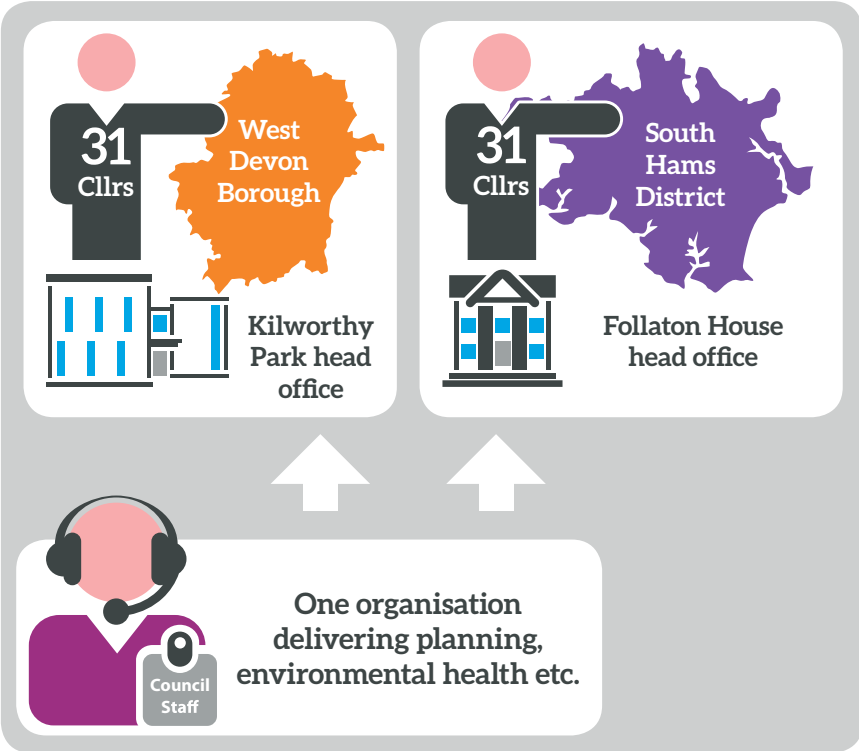 31
Cllrs
West
Devon
Borough
Kilworthy
Park head
office
31
Cllrs
South
Hams
District
Follaton House
head office
One organisation
delivering planning,
environmental health etc.
Council
Staff